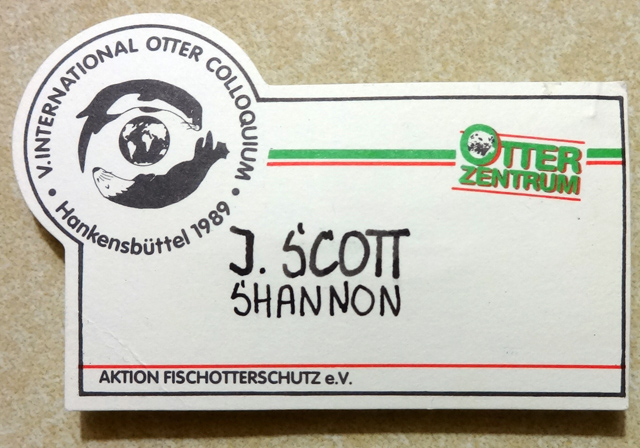 V. INTERNATIONAL OTTER COLLOQUIUM
• Hankensbüttel 1989 •
OTTER
ZENTRUM
J. SCOTT
SHANNON
AKTION FISCHOTTERSCHUTZ e.V.